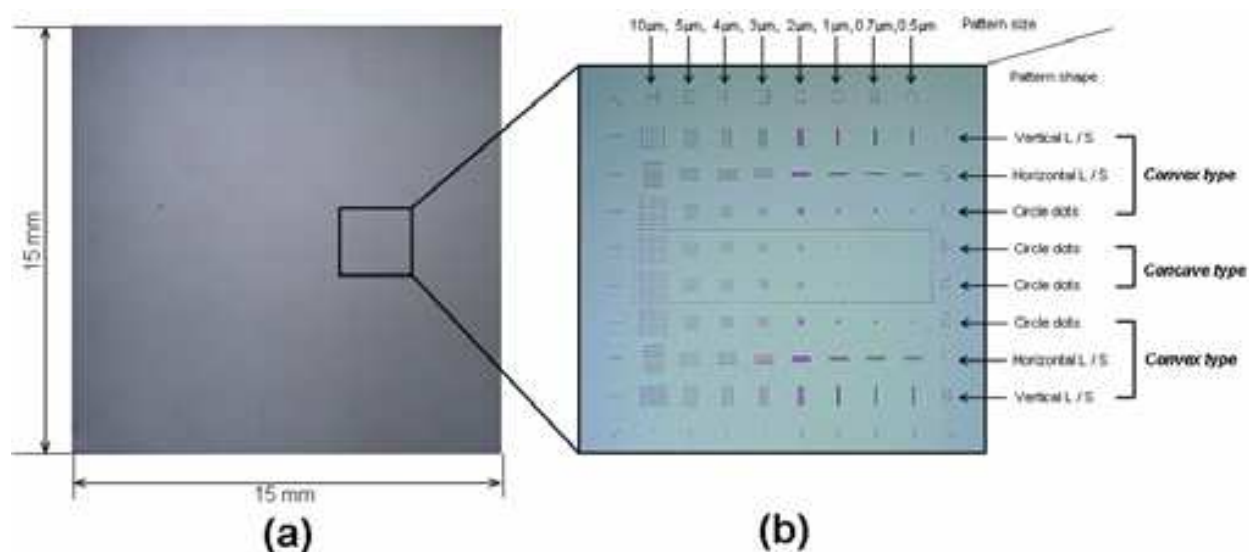 10μm, 5μm, 4μm, 3μm, 2μm, 1μm, 0.7μm, 0.5μm
Pattern size
Pattern shape
Vertical L / S
Horizontal L / S
Convex type
Circle dots
Circle dots
Concave type
Circle dots
Circle dots
Horizontal L / S
Convex type
Vertical L / S
15 mm
15 mm
(a)
(b)